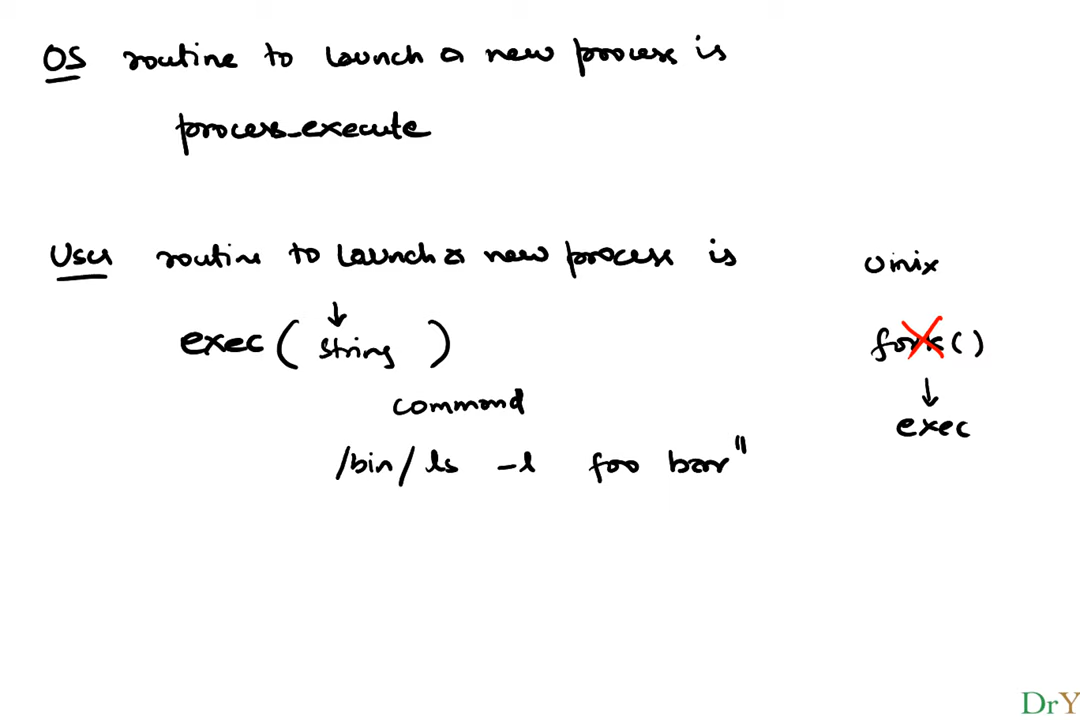 OS routine to launch a new process is
process_execute
User routine to launch a new process is
exec ( string )
command
/bin/ls -l foo bar"
Unix
fork()
exec
DrY